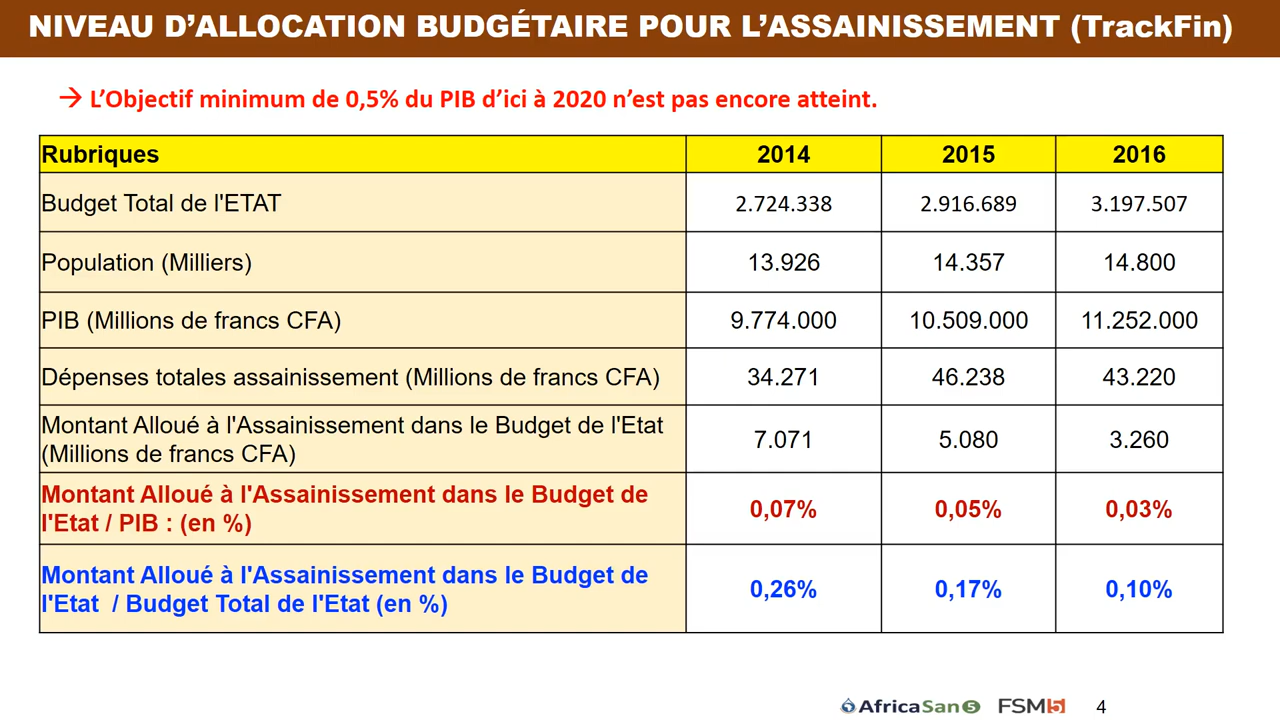 NIVEAU D’ALLOCATION BUDGÉTAIRE POUR L’ASSAINISSEMENT (TrackFin)
→ L’Objectif minimum de 0,5% du PIB d’ici à 2020 n’est pas encore atteint.
Rubriques 2014 2015 2016
Budget Total de l'ETAT 2.724.338 2.916.689 3.197.507
Population (Milliers) 13.926 14.357 14.800
PIB (Millions de francs CFA) 9.774.000 10.509.000 11.252.000
Dépenses totales assainissement (Millions de francs CFA) 34.271 46.238 43.220
Montant Alloué à l'Assainissement dans le Budget de l'Etat
(Millions de francs CFA) 7.071 5.080 3.260
Montant Alloué à l'Assainissement dans le Budget de
l'Etat / PIB : (en %) 0,07% 0,05% 0,03%
Montant Alloué à l'Assainissement dans le Budget de
l'Etat / Budget Total de l'Etat (en %) 0,26% 0,17% 0,10%
AfricaSan 5 FSM5 4